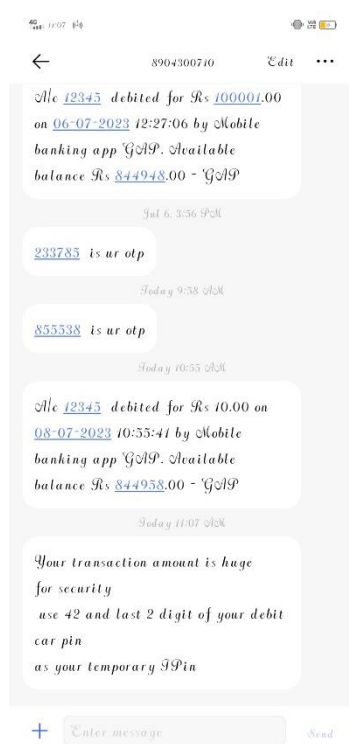 4G 11:07
8904300710 Edit
A/c 12345 debited for Rs 100001.00
on 06-07-2023 12:27:06 by Mobile
banking app GAP. Available
balance Rs 844948.00 - GAP
Jul 6, 3:56 PM
233785 is ur otp
Today 9:58 AM
855538 is ur otp
Today 10:55 AM
A/c 12345 debited for Rs 10.00 on
08-07-2023 10:55:41 by Mobile
banking app GAP. Available
balance Rs 844958.00 - GAP
Today 11:07 AM
Your transaction amount is huge
for security
use 42 and last 2 digit of your debit
car pin
as your temporary IPin
Enter message Send